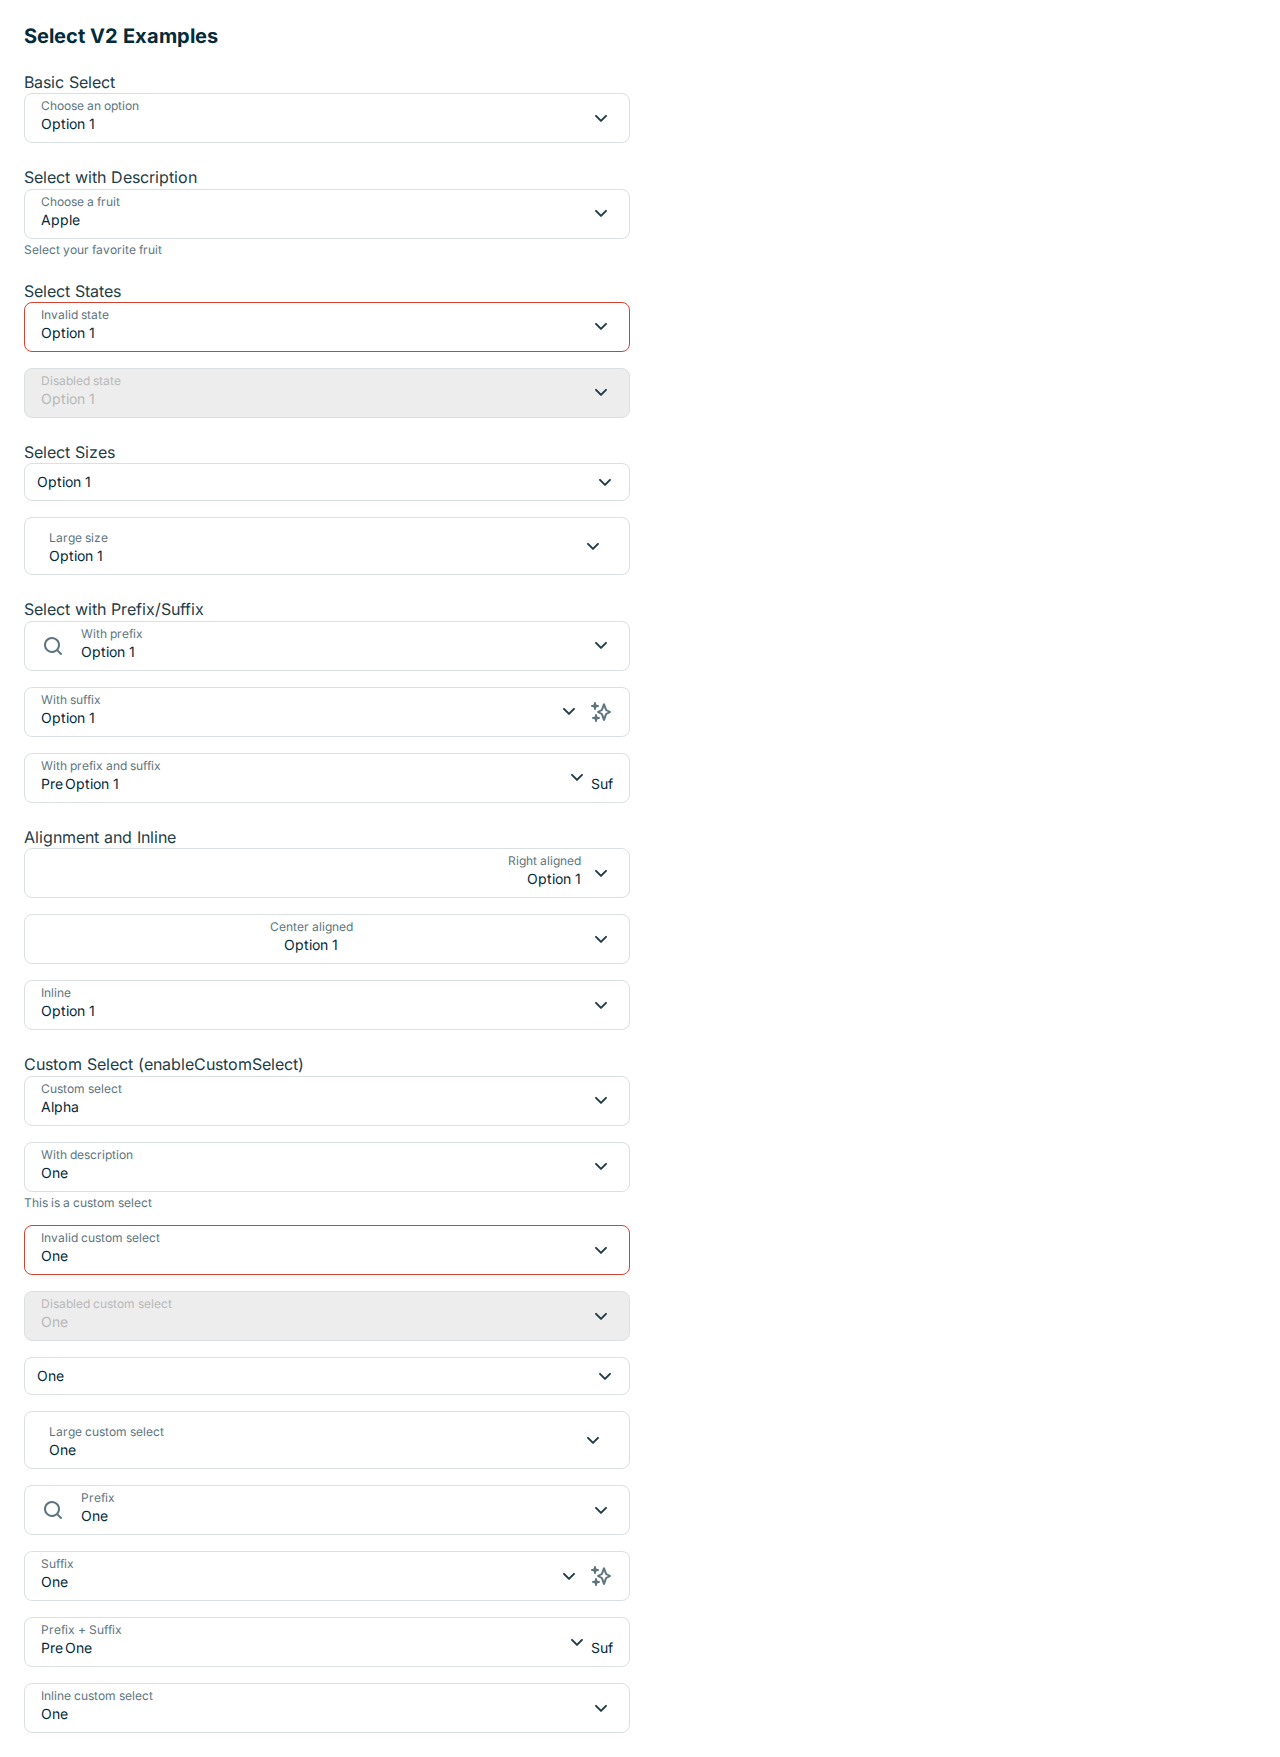 Select V2 Examples
Basic Select
Choose an option
Option 1
Select with Description
Choose a fruit
Apple
Select your favorite fruit
Select States
Invalid state
Option 1
Disabled state
Option 1
Select Sizes
Option 1
Large size
Option 1
Select with Prefix/Suffix
With prefix
Option 1
With suffix
Option 1
With prefix and suffix
Pre Option 1 Suf
Alignment and Inline
Right aligned
Option 1
Center aligned
Option 1
Inline
Option 1
Custom Select (enableCustomSelect)
Custom select
Alpha
With description
One
This is a custom select
Invalid custom select
One
Disabled custom select
One
One
Large custom select
One
Prefix
One
Suffix
One
Prefix + Suffix
Pre One Suf
Inline custom select
One